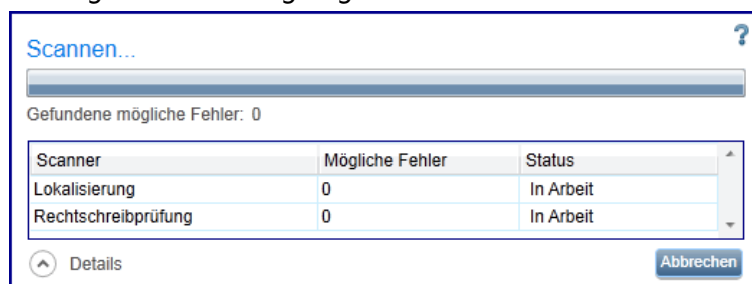 ?
Scannen...
Gefundene mögliche Fehler: 0
Scanner Mögliche Fehler Status
Lokalisierung 0 In Arbeit
Rechtschreibprüfung 0 In Arbeit
Details Abbrechen